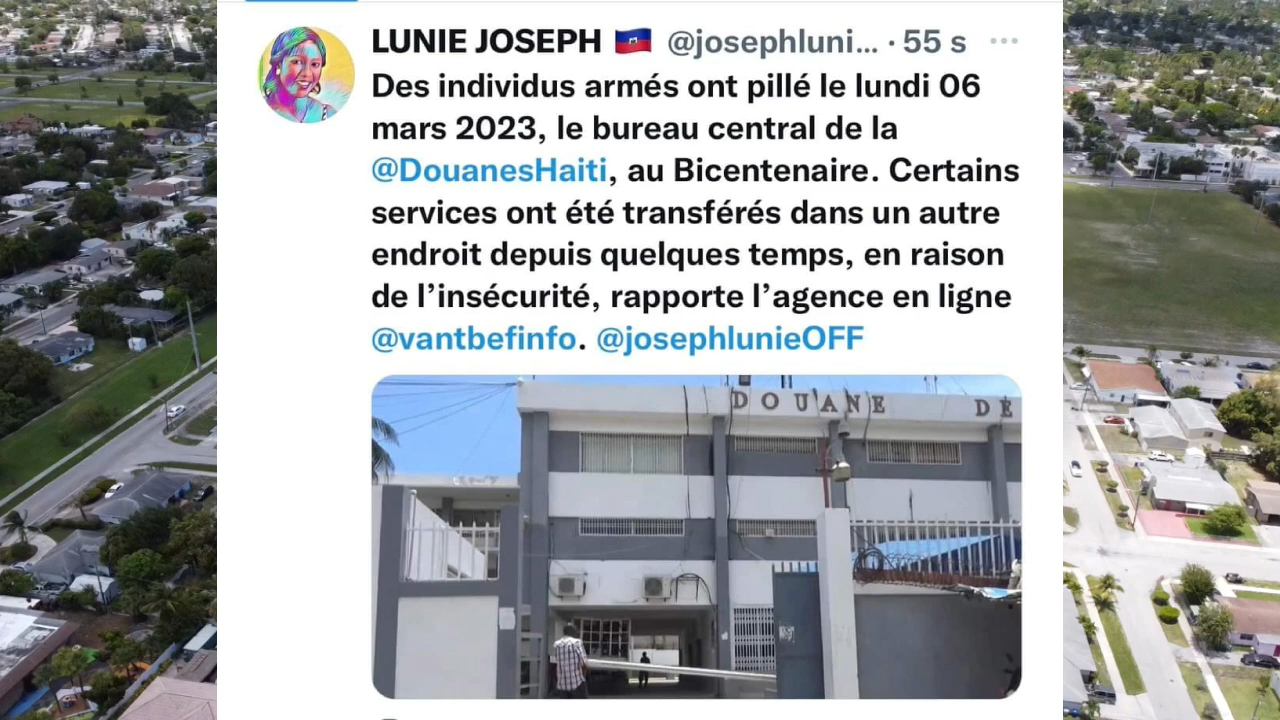 LUNIE JOSEPH 🇭🇹 @josephluni... · 55 s ...
Des individus armés ont pillé le lundi 06
mars 2023, le bureau central de la
@DouanesHaiti, au Bicentenaire. Certains
services ont été transférés dans un autre
endroit depuis quelques temps, en raison
de l’insécurité, rapporte l’agence en ligne
@vantbefinfo. @josephlunieOFF
DOUANE DE